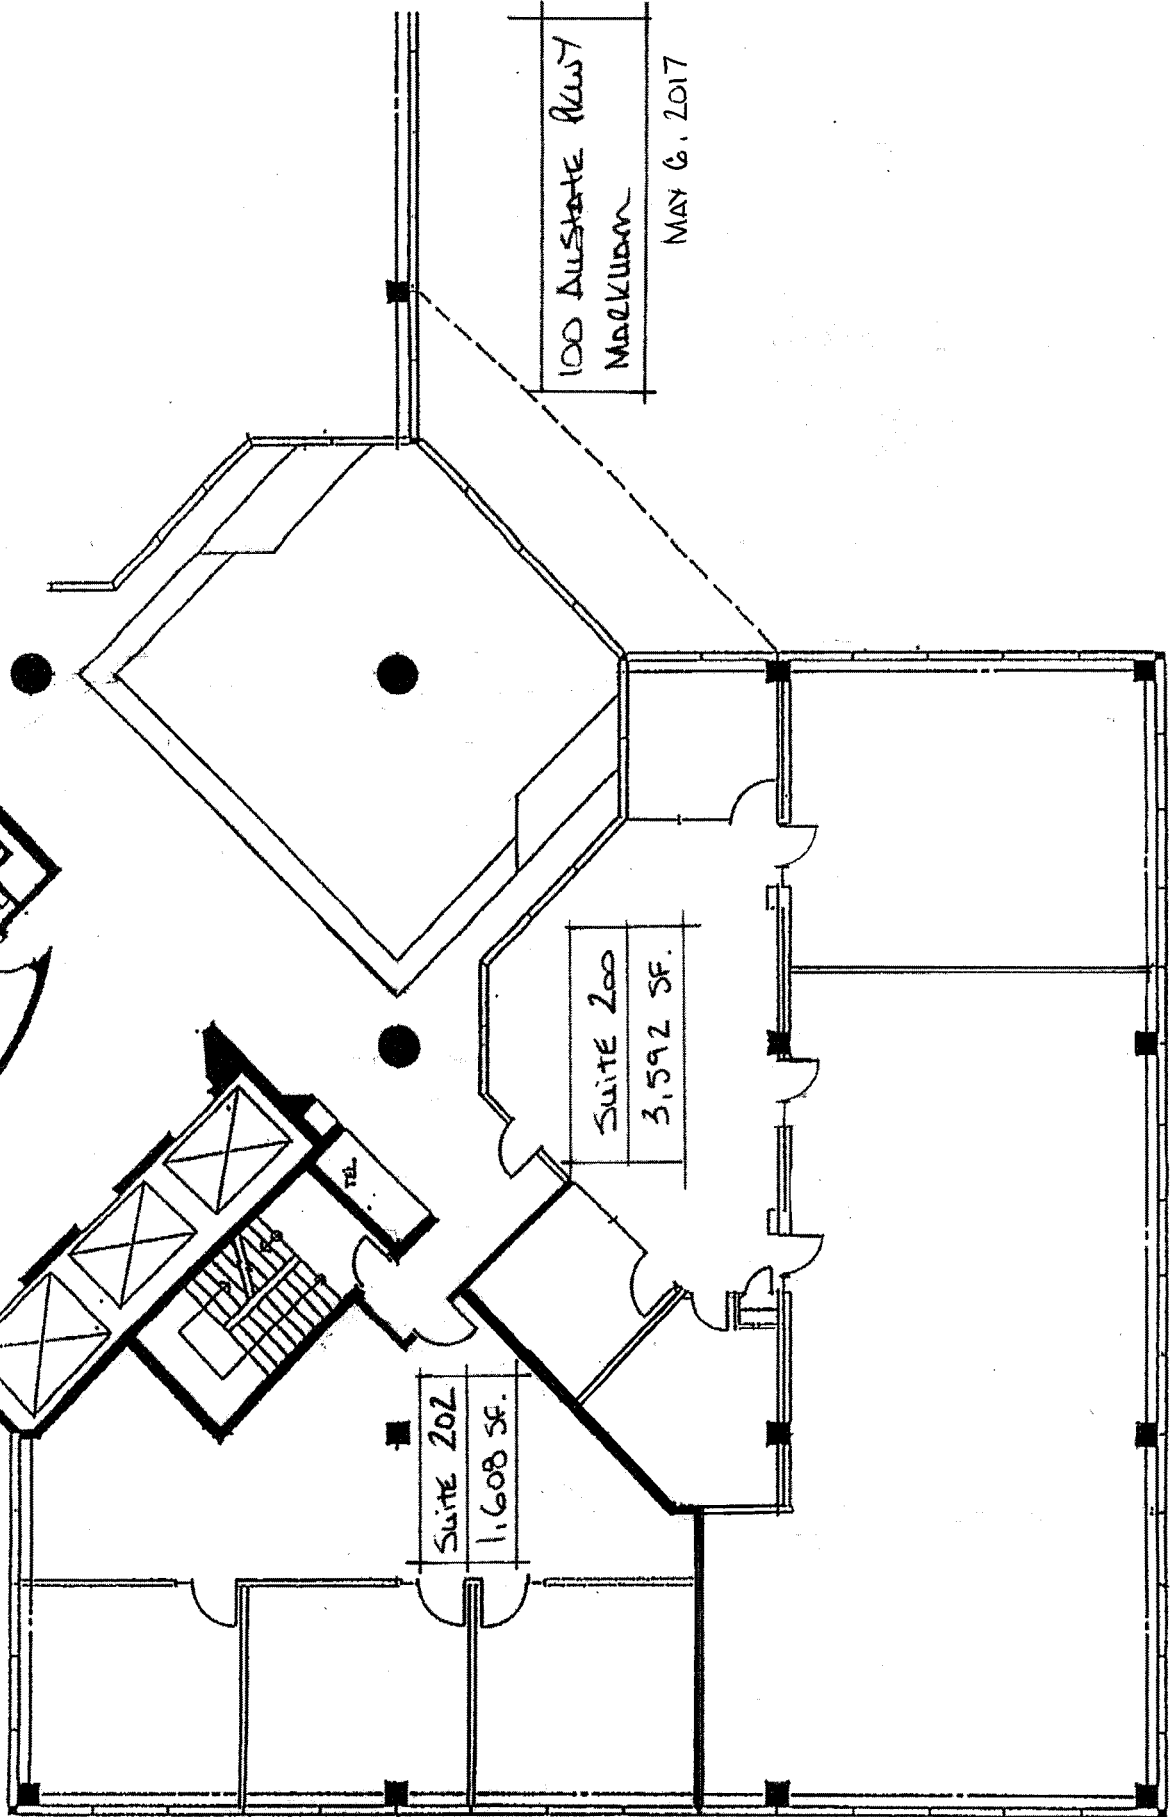 100 Allstate Pkwy
Markham
May 6, 2017
Suite 200
3,592 SF.
TEL
Suite 202
1,608 SF.